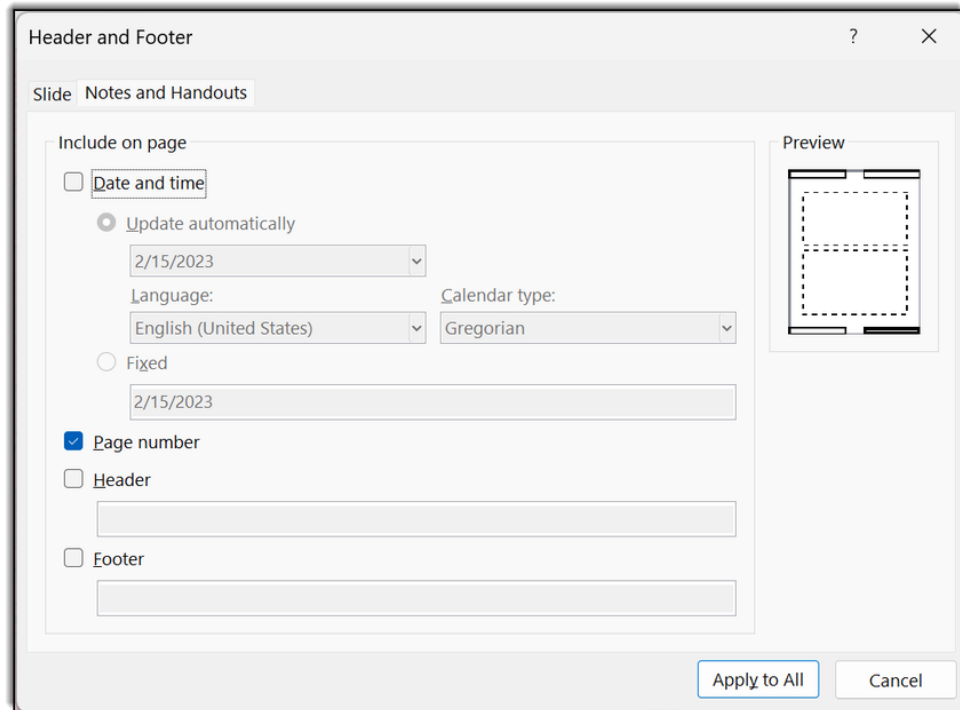 Header and Footer ?
Slide Notes and Handouts
Include on page
Preview
Date and time
Update automatically
2/15/2023
Language: Calendar type:
English (United States) Gregorian
Fixed
2/15/2023
Page number
Header
Footer
Apply to All Cancel